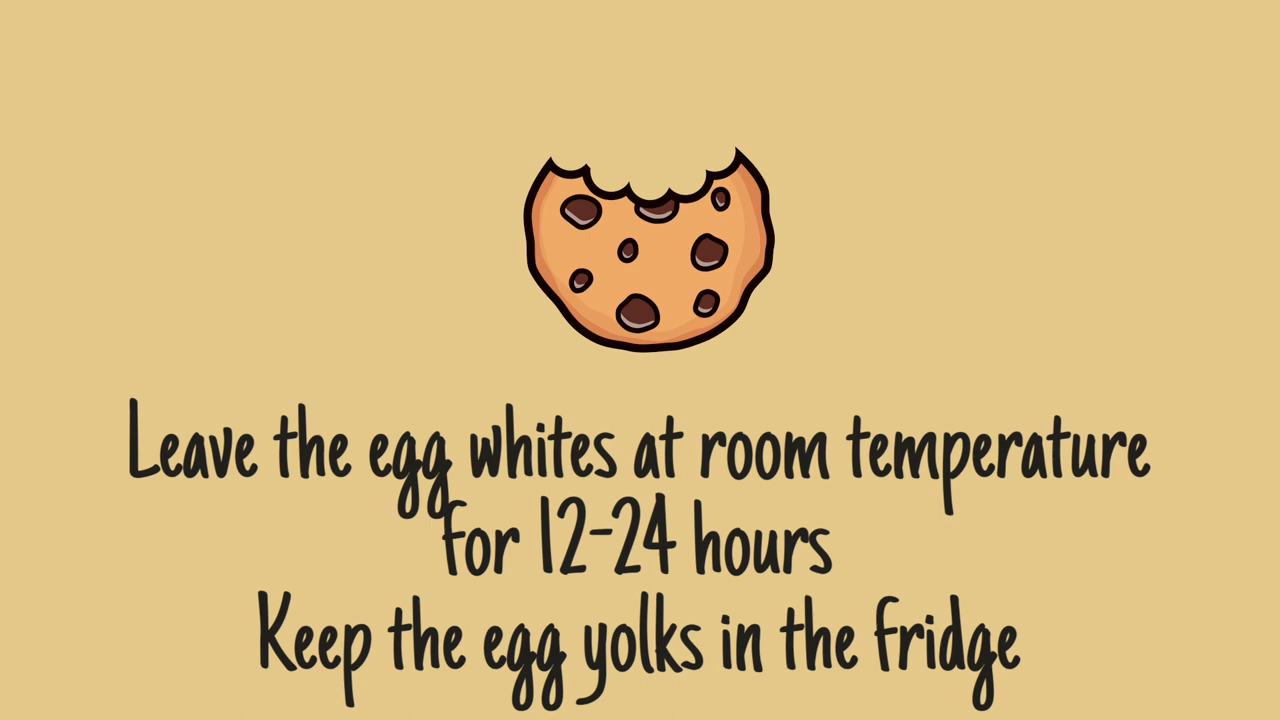 Leave the egg whites at room temperature
for 12-24 hours
Keep the egg yolks in the fridge